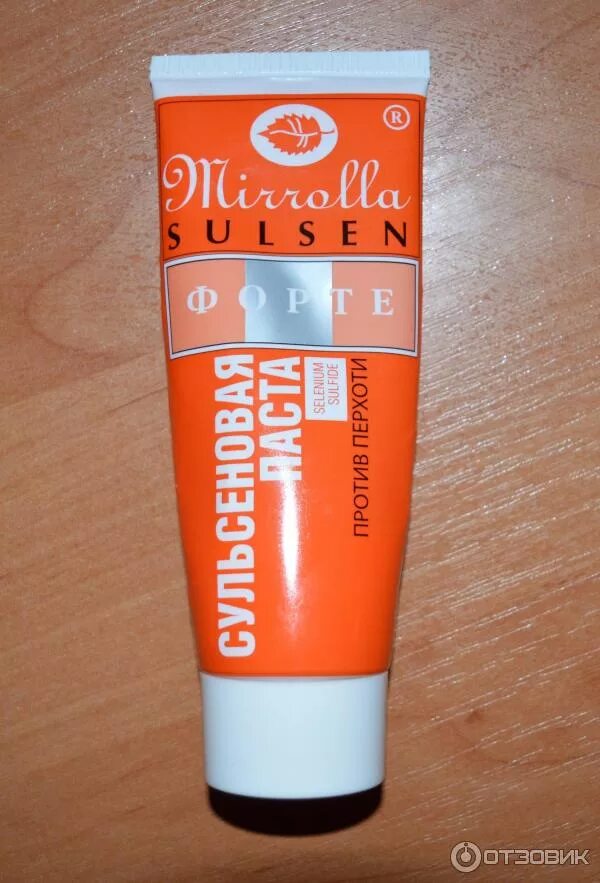 ®
Mirrolla
SULSEN
ФОРТЕ
СУЛЬСЕНОВАЯ
ПАСТА
SELENIUM
SULFIDE
ПРОТИВ ПЕРХОТИ
ОТЗОВИК